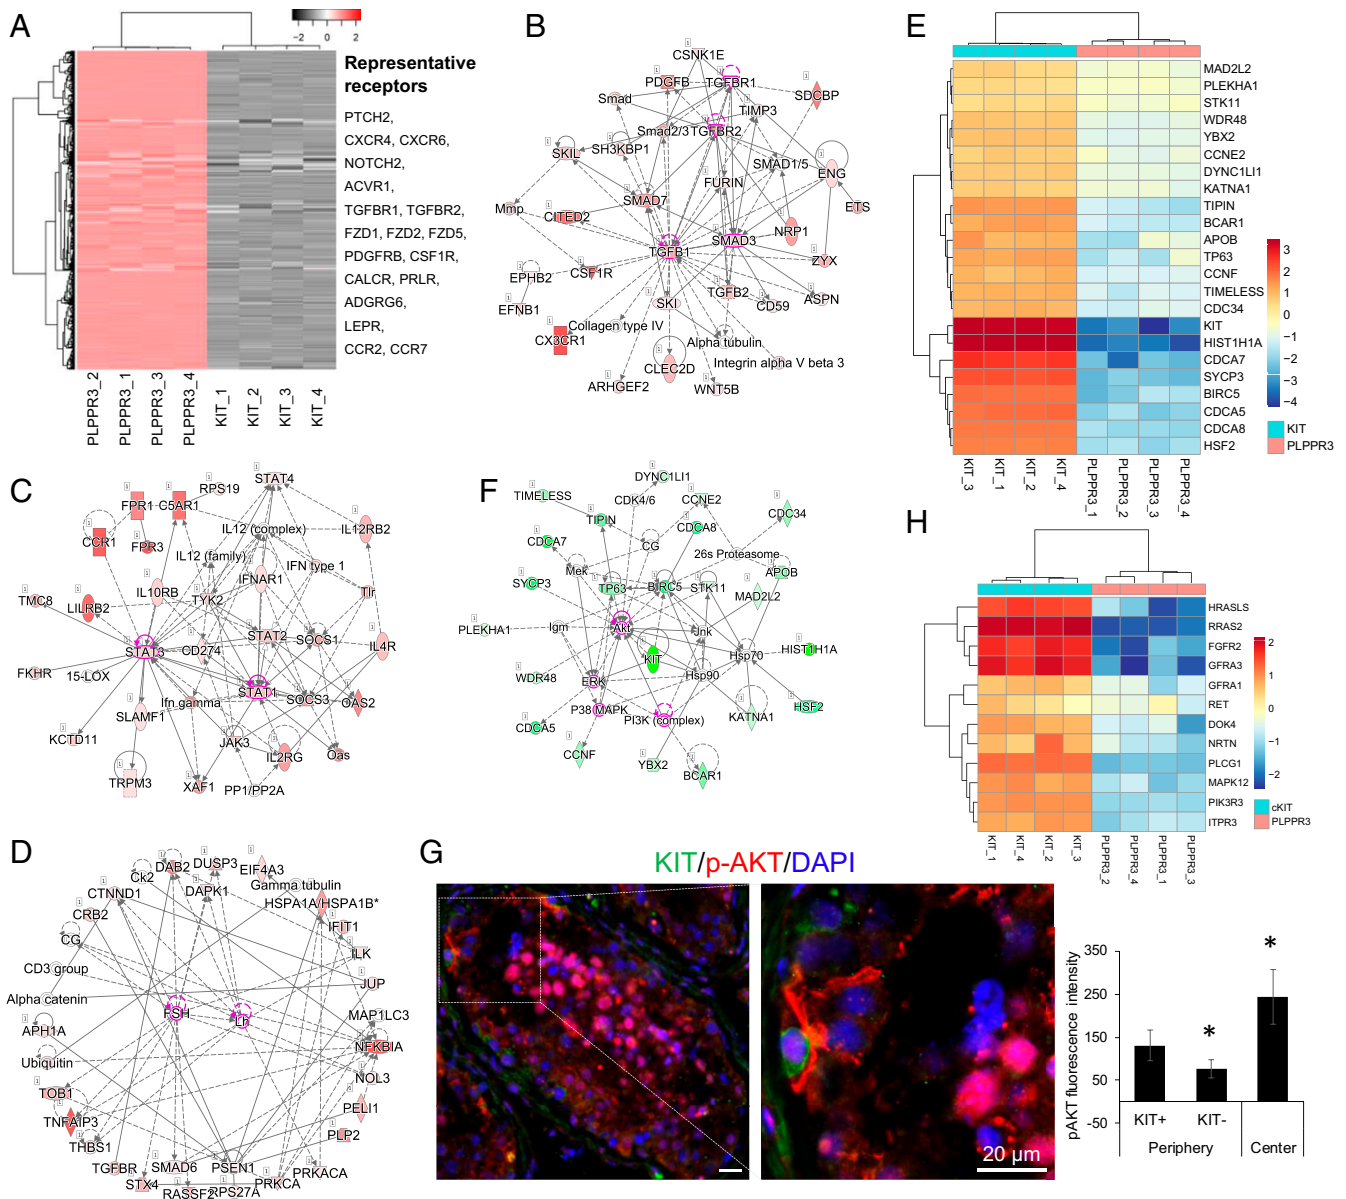 A
−2 0 2
Representative
receptors
PTCH2,
CXCR4, CXCR6,
NOTCH2,
ACVR1,
TGFBR1, TGFBR2,
FZD1, FZD2, FZD5,
PDGFRB, CSF1R,
CALCR, PRLR,
ADGRG6,
LEPR,
CCR2, CCR7
PLPPR3_2
PLPPR3_1
PLPPR3_3
PLPPR3_4
KIT_1
KIT_2
KIT_3
KIT_4
B
CSNK1E
PDGFB
TGFBR1
SDCBP
Smad
TIMP3
Smad2/3
TGFBR2
SKIL
SH3KBP1
SMAD1/5
ENG
FURIN
Mmp
CITED2
SMAD7
ETS
NRP1
SMAD3
TGFB1
ZYX
EPHB2
CSF1R
TGFB2
ASPN
EFNB1
SKI
CD59
Collagen type IV
CX3CR1
Alpha tubulin
CLEC2D
Integrin alpha V beta 3
ARHGEF2
WNT5B
E
MAD2L2
PLEKHA1
STK11
WDR48
YBX2
CCNE2
DYNC1LI1
KATNA1
TIPIN
BCAR1
APOB
TP63
CCNF
TIMELESS
CDC34
KIT
HIST1H1A
CDCA7
SYCP3
BIRC5
CDCA5
CDCA8
HSF2
3
2
1
0
−1
−2
−3
−4
KIT
PLPPR3
KIT_3
KIT_1
KIT_2
KIT_4
PLPPR3_1
PLPPR3_2
PLPPR3_3
PLPPR3_4
C
STAT4
RPS19
FPR1
C5AR1
IL12 (complex)
IL12RB2
CCR1
FPR3
IL12 (family)
IFN type 1
IFNAR1
IL10RB
Tlr
TMC8
LILRB2
TYK2
STAT2
SOCS1
STAT3
CD274
IL4R
FKHR
15-LOX
STAT1
Ifn gamma
SOCS3
OAS2
SLAMF1
KCTD11
JAK3
IL2RG
Oas
TRPM3
XAF1
PP1/PP2A
F
DYNC1LI1
TIMELESS
CDK4/6
CCNE2
TIPIN
CDCA8
CDC34
CDCA7
CG
26s Proteasome
Mek
APOB
SYCP3
TP63
BIRC5
STK11
MAD2L2
PLEKHA1
Igm
Akt
Jnk
KIT
Hsp70
HIST1H1A
WDR48
ERK
Hsp90
P38 MAPK
PI3K (complex)
KATNA1
HSF2
CDCA5
CCNF
YBX2
BCAR1
H
HRASLS
RRAS2
FGFR2
GFRA3
GFRA1
RET
DOK4
NRTN
PLCG1
MAPK12
PIK3R3
ITPR3
2
1
0
−1
−2
cKIT
PLPPR3
KIT_1
KIT_4
KIT_2
KIT_3
PLPPR3_2
PLPPR3_4
PLPPR3_1
PLPPR3_3
D
DAB2
DUSP3
EIF4A3
Ck2
DAPK1
Gamma tubulin
CTNND1
HSPA1A/HSPA1B*
CRB2
IFIT1
CG
ILK
CD3 group
JUP
Alpha catenin
FSH
Lh
MAP1LC3
APH1A
NFKBIA
Ubiquitin
NOL3
TOB1
PELI1
TNFAIP3
PLP2
THBS1
TGFBR
SMAD6
PSEN1
PRKACA
STX4
RASSF2
RPS27A
PRKCA
G
KIT/p-AKT/DAPI
20 µm
pAKT fluorescence intensity
350
250
150
50
-50
*
*
KIT+
KIT-
Periphery
Center